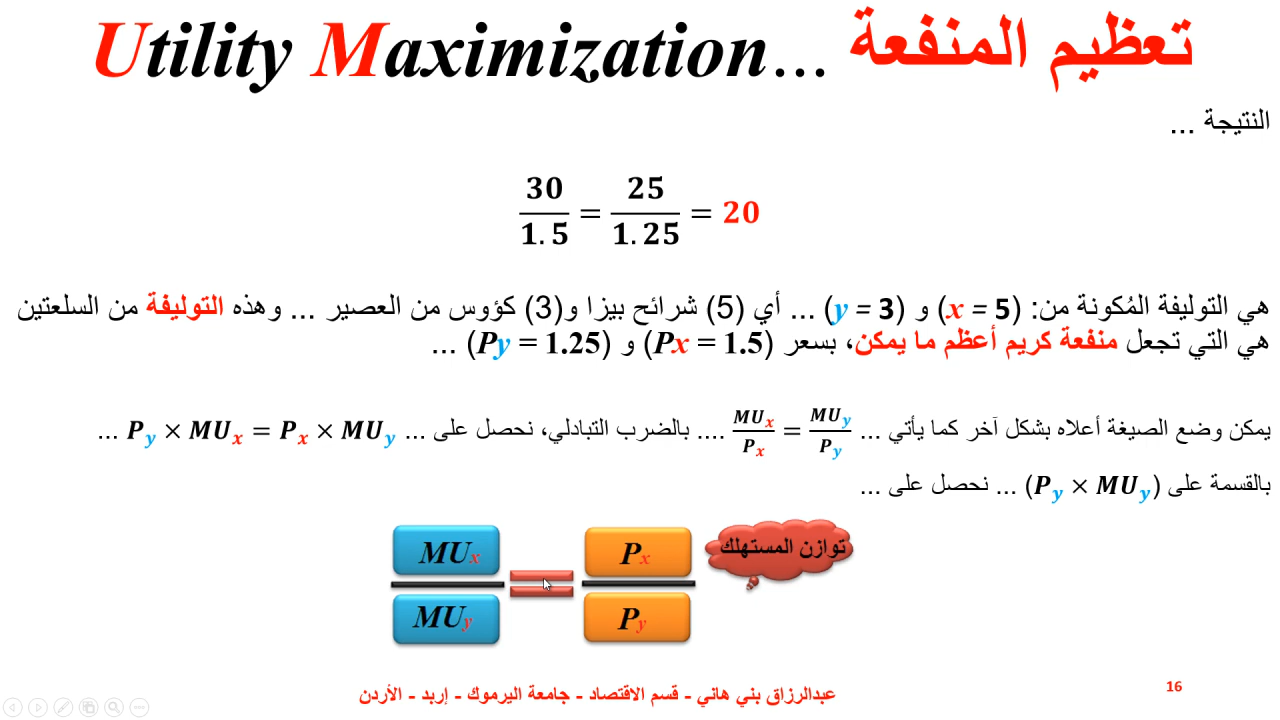 Utility Maximization... تعظيم المنفعة
النتيجة ...
30/1.5 = 25/1.25 = 20
هي التوليفة المُكونة من: (x = 5) و (y = 3) ... أي (5) شرائح بيزا و(3) كؤوس من العصير ... وهذه التوليفة من السلعتين
هي التي تجعل منفعة كريم أعظم ما يمكن، بسعر (Px = 1.5) و (Py = 1.25) ...
يمكن وضع الصيغة أعلاه بشكل آخر كما يأتي ... MUx/Px = MUy/Py .... بالضرب التبادلي، نحصل على ... Py × MUx = Px × MUy ...
بالقسمة على (Py × MUy) ... نحصل على ...
MUx/MUy = Px/Py
توازن المستهلك
عبدالرزاق بني هاني - قسم الاقتصاد - جامعة اليرموك - إربد - الأردن
16